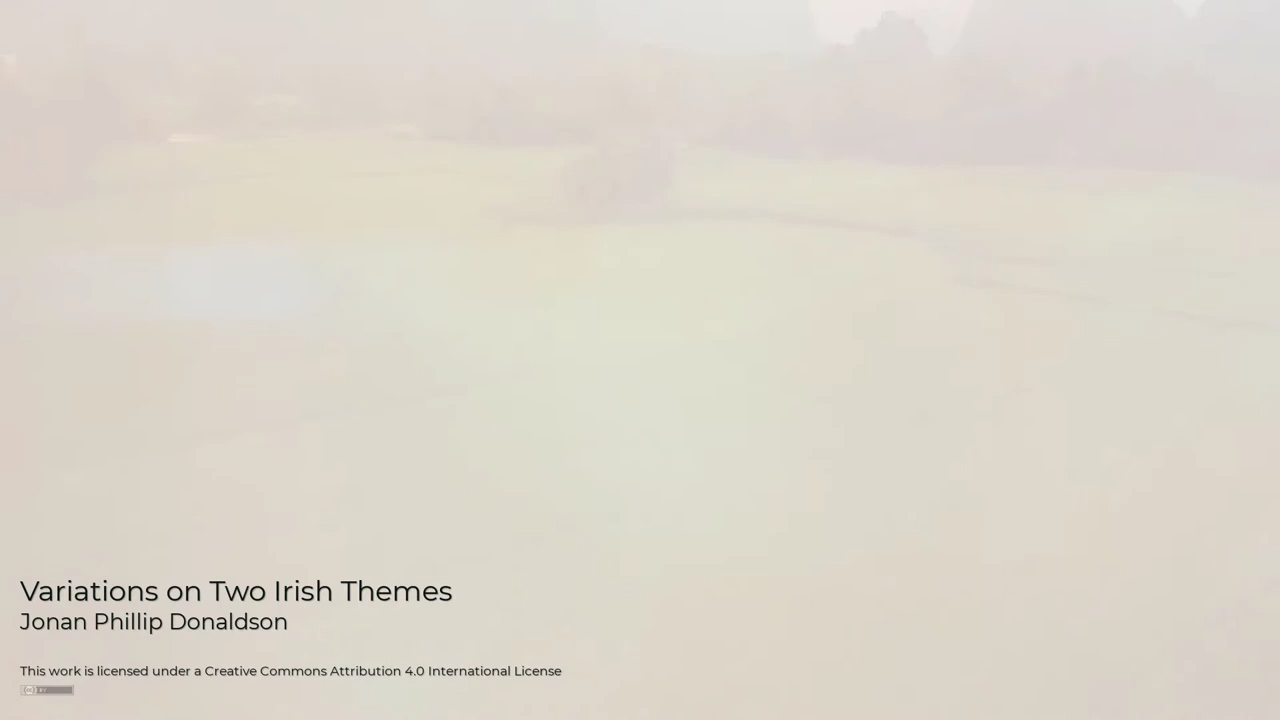 Variations on Two Irish Themes
Jonan Phillip Donaldson
This work is licensed under a Creative Commons Attribution 4.0 International License